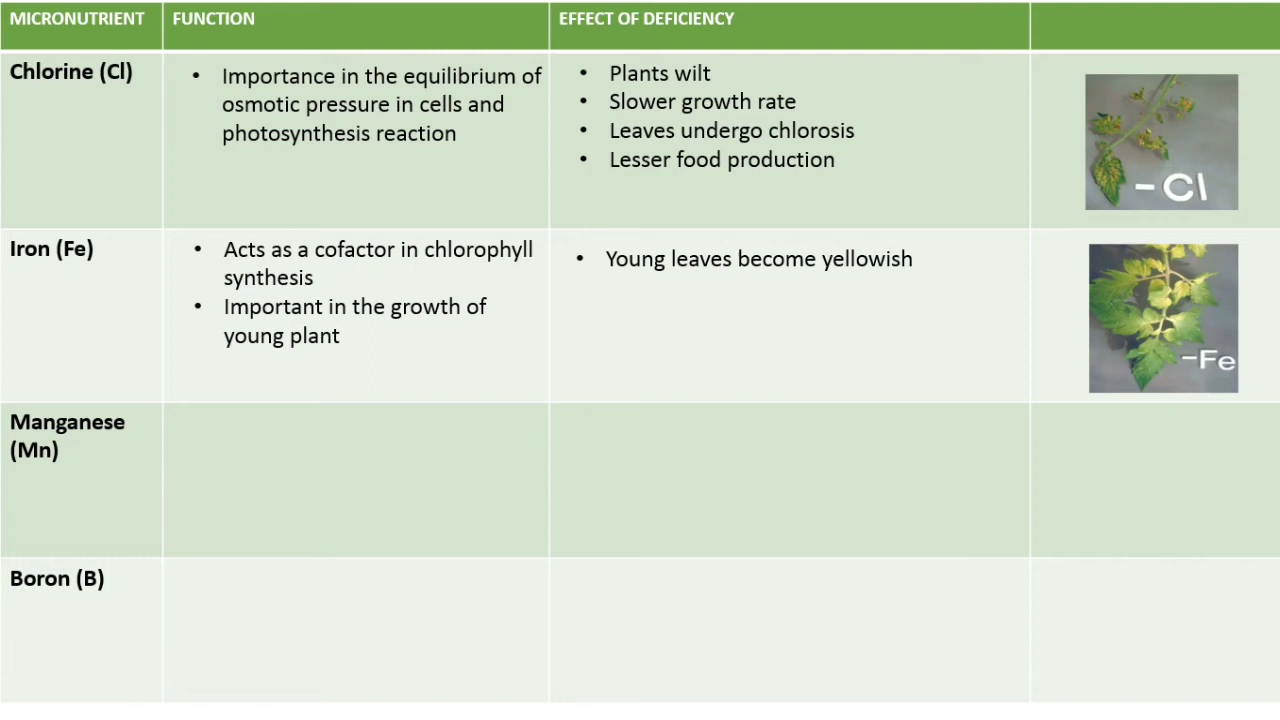 MICRONUTRIENT FUNCTION EFFECT OF DEFICIENCY
Chlorine (Cl)
• Importance in the equilibrium of
osmotic pressure in cells and
photosynthesis reaction
• Plants wilt
• Slower growth rate
• Leaves undergo chlorosis
• Lesser food production
-Cl
Iron (Fe)
• Acts as a cofactor in chlorophyll
synthesis
• Important in the growth of
young plant
• Young leaves become yellowish
-Fe
Manganese
(Mn)
Boron (B)